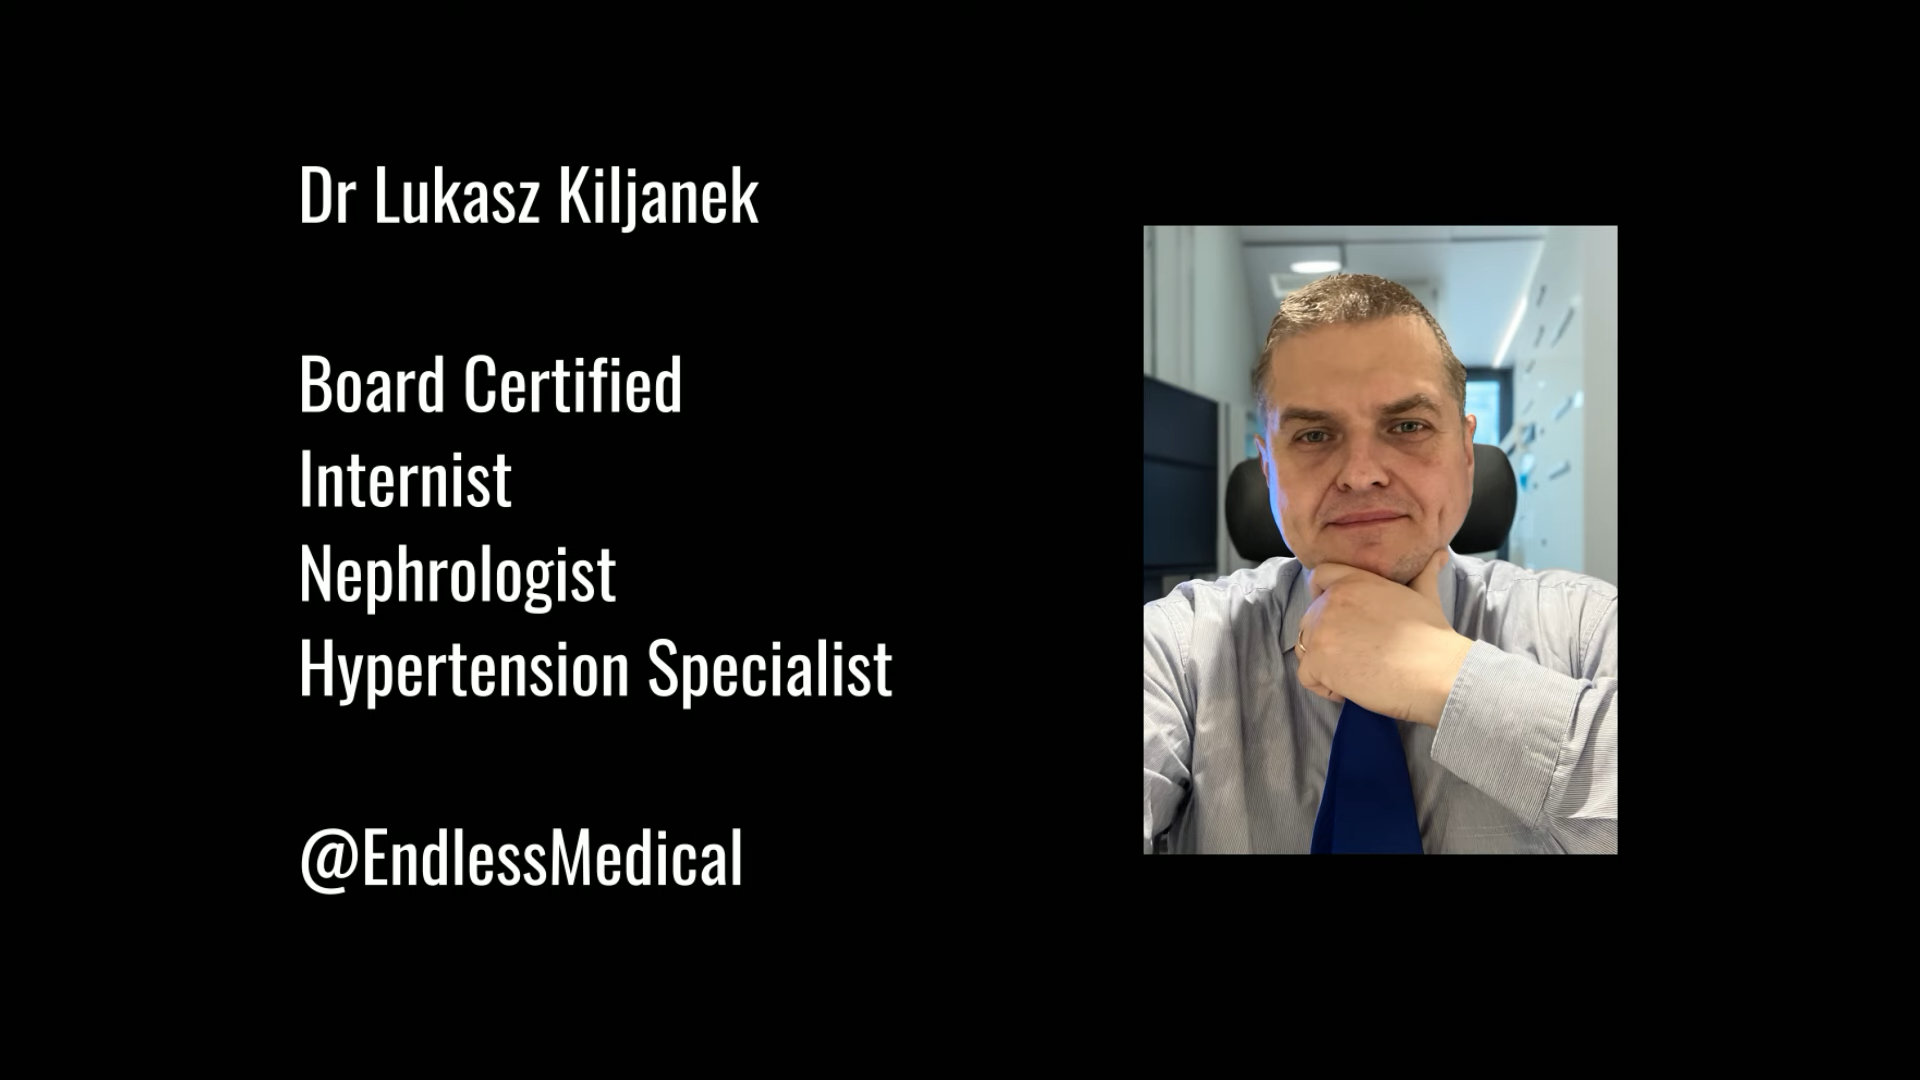 Dr Lukasz Kiljanek
Board Certified
Internist
Nephrologist
Hypertension Specialist
@EndlessMedical